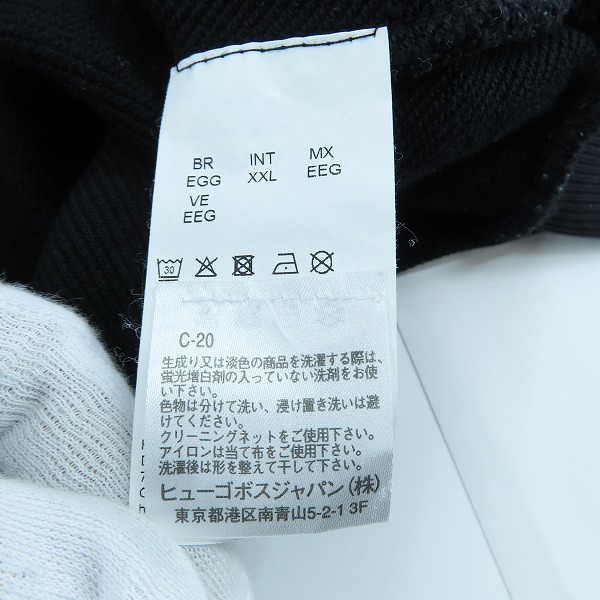 BR INT MX
EGG XXL EEG
VE
EEG
30
C-20
生成り又は淡色の商品を洗濯する際は、
蛍光増白剤の入っていない洗剤をお使
い下さい。
色物は分けて洗い、浸け置き洗いは避
けてください。
クリーニングネットをご使用下さい。
アイロンは当て布をご使用下さい。
洗濯後は形を整えて干して下さい。
ヒューゴボスジャパン(株)
東京都港区南青山5-2-1 3F